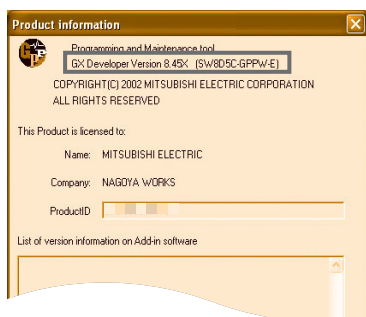 Product information
Programming and Maintenance tool
GX Developer Version 8.45X (SW8D5C-GPPW-E)
COPYRIGHT(C) 2002 MITSUBISHI ELECTRIC CORPORATION
ALL RIGHTS RESERVED
This Product is licensed to:
Name: MITSUBISHI ELECTRIC
Company: NAGOYA WORKS
ProductID
List of version information on Add-in software